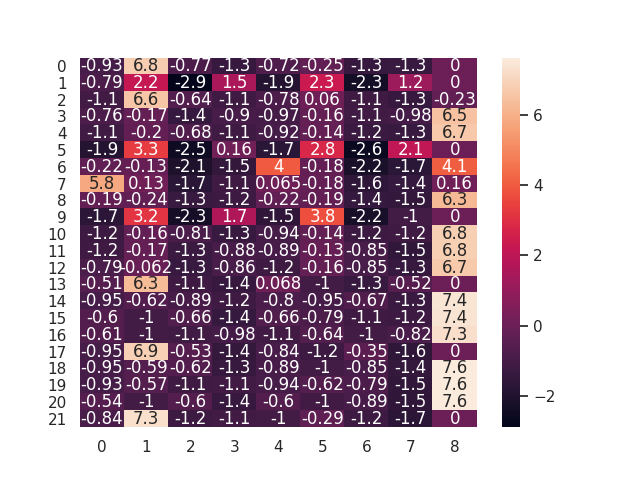 0 -0.93 6.8 -0.77 -1.3 -0.72 -0.25 -1.3 -1.3 0
1 -0.79 2.2 -2.9 1.5 -1.9 2.3 -2.3 1.2 0
2 -1.1 6.6 -0.64 -1.1 -0.78 0.06 -1.1 -1.3 -0.23
3 -0.76 -0.17 -1.4 -0.9 -0.97 -0.16 -1.1 -0.98 6.5
4 -1.1 -0.2 -0.68 -1.1 -0.92 -0.14 -1.2 -1.3 6.7
5 -1.9 3.3 -2.5 0.16 -1.7 2.8 -2.6 2.1 0
6 -0.22 -0.13 -2.1 -1.5 4 -0.18 -2.2 -1.7 4.1
7 5.8 0.13 -1.7 -1.1 0.065 -0.18 -1.6 -1.4 0.16
8 -0.19 -0.24 -1.3 -1.2 -0.22 -0.19 -1.4 -1.5 6.3
9 -1.7 3.2 -2.3 1.7 -1.5 3.8 -2.2 -1 0
10 -1.2 -0.16 -0.81 -1.3 -0.94 -0.14 -1.2 -1.2 6.8
11 -1.2 -0.17 -1.3 -0.88 -0.89 -0.13 -0.85 -1.5 6.8
12 -0.79 -0.062 -1.3 -0.86 -1.2 -0.16 -0.85 -1.3 6.7
13 -0.51 6.3 -1.1 -1.4 0.068 -1 -1.3 -0.52 0
14 -0.95 -0.62 -0.89 -1.2 -0.8 -0.95 -0.67 -1.3 7.4
15 -0.6 -1 -0.66 -1.4 -0.66 -0.79 -1.1 -1.2 7.4
16 -0.61 -1 -1.1 -0.98 -1.1 -0.64 -1 -0.82 7.3
17 -0.95 6.9 -0.53 -1.4 -0.84 -1.2 -0.35 -1.6 0
18 -0.95 -0.59 -0.62 -1.3 -0.89 -1 -0.85 -1.4 7.6
19 -0.93 -0.57 -1.1 -1.1 -0.94 -0.62 -0.79 -1.5 7.6
20 -0.54 -1 -0.6 -1.4 -0.6 -1 -0.89 -1.5 7.6
21 -0.84 7.3 -1.2 -1.1 -1 -0.29 -1.2 -1.7 0
0 1 2 3 4 5 6 7 8
6
4
2
0
−2